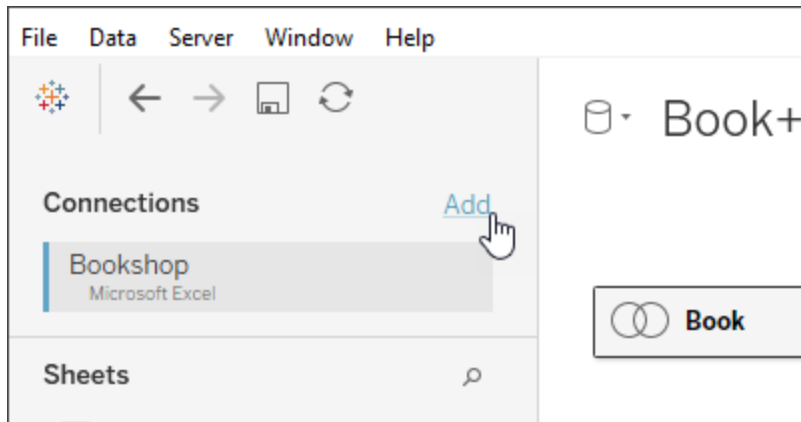 File Data Server Window Help
Book+
Connections Add
Bookshop
Microsoft Excel
Book
Sheets